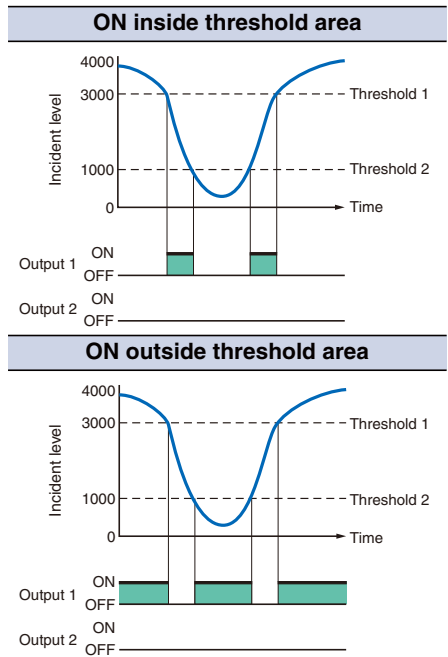 ON inside threshold area
Incident level
4000
3000
1000
0
Threshold 1
Threshold 2
Time
Output 1
ON
OFF
Output 2
ON
OFF
ON outside threshold area
Incident level
4000
3000
1000
0
Threshold 1
Threshold 2
Time
Output 1
ON
OFF
Output 2
ON
OFF